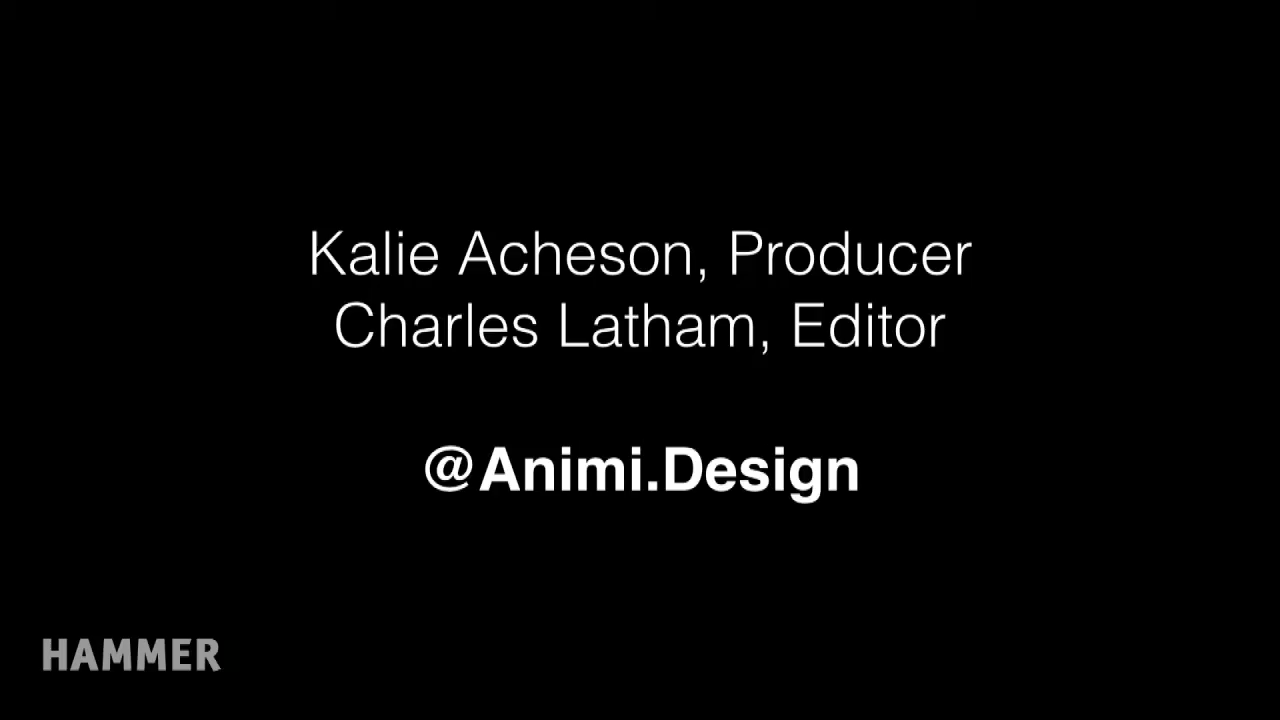 Kalie Acheson, Producer
Charles Latham, Editor
@Animi.Design
HAMMER